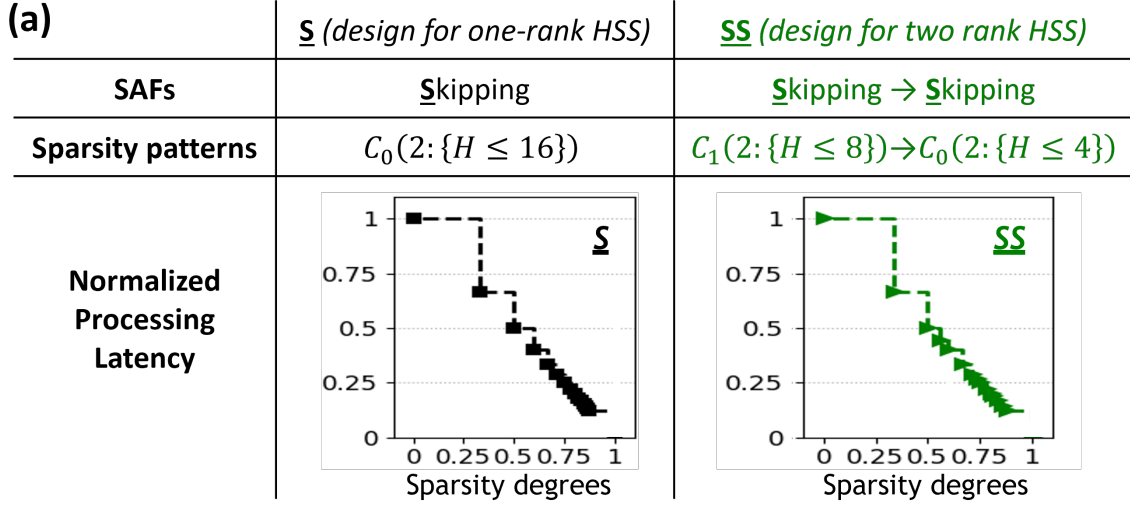 (a)
S (design for one-rank HSS)
SS (design for two rank HSS)
SAFs
Skipping
Skipping → Skipping
Sparsity patterns
C₀(2: {H ≤ 16})
C₁(2: {H ≤ 8})→C₀(2: {H ≤ 4})
Normalized
Processing
Latency
S
1
0.75
0.5
0.25
0
0 0.25 0.5 0.75 1
Sparsity degrees
SS
1
0.75
0.5
0.25
0
0 0.25 0.5 0.75 1
Sparsity degrees